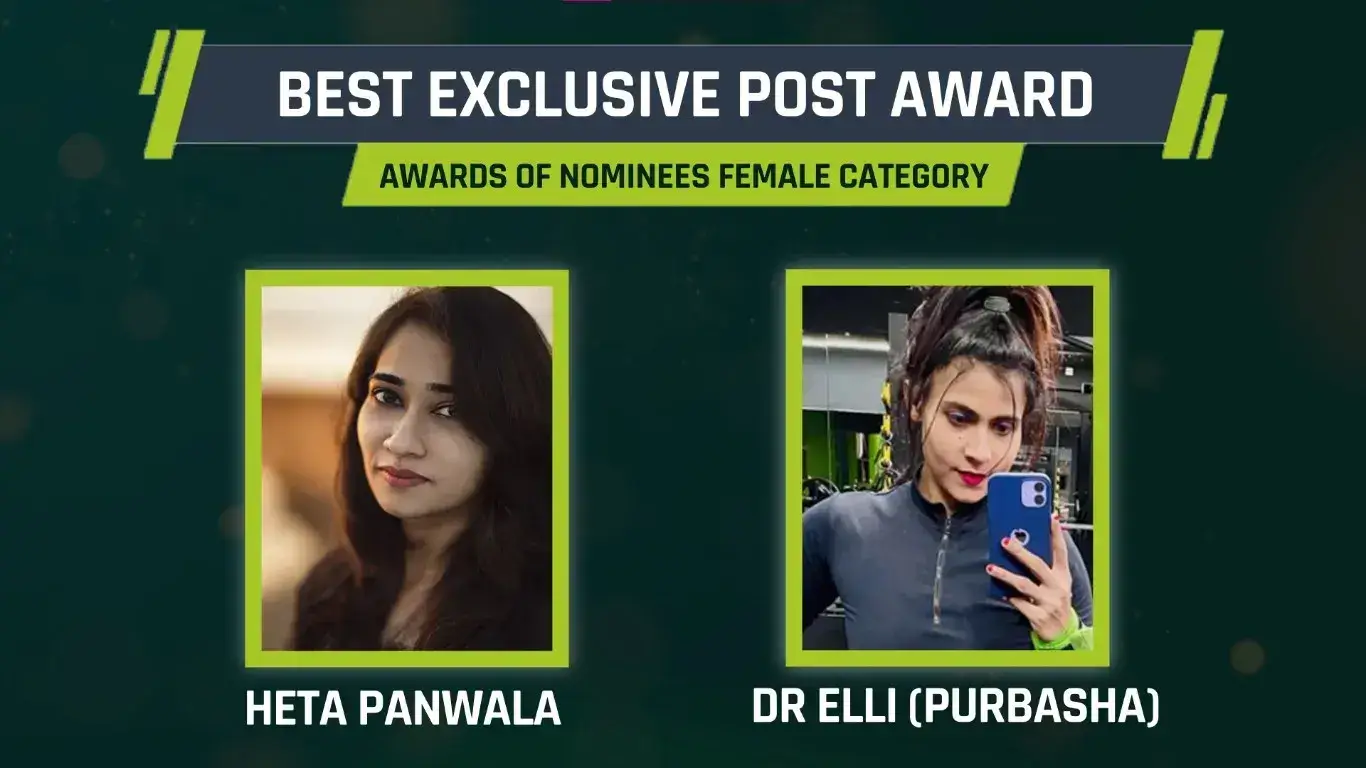 BEST EXCLUSIVE POST AWARD
AWARDS OF NOMINEES FEMALE CATEGORY
HETA PANWALA
DR ELLI (PURBASHA)